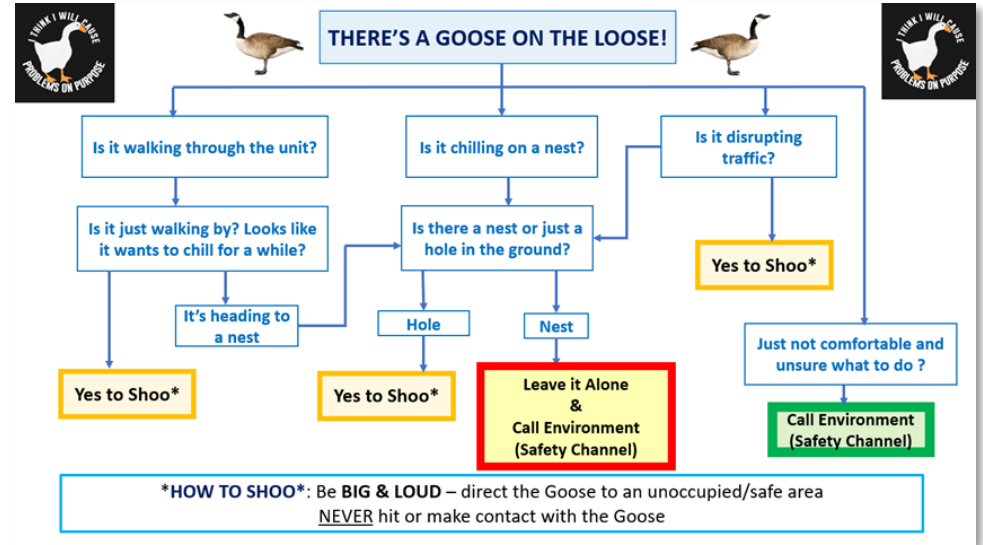 I THINK I WILL CAUSE
PROBLEMS ON PURPOSE
THERE'S A GOOSE ON THE LOOSE!
I THINK I WILL CAUSE
PROBLEMS ON PURPOSE
Is it walking through the unit?
Is it chilling on a nest?
Is it disrupting
traffic?
Is it just walking by? Looks like
it wants to chill for a while?
Is there a nest or just a
hole in the ground?
Yes to Shoo*
It's heading to
a nest
Hole
Nest
Just not comfortable and
unsure what to do ?
Yes to Shoo*
Yes to Shoo*
Leave it Alone
&
Call Environment
(Safety Channel)
Call Environment
(Safety Channel)
*HOW TO SHOO*: Be BIG & LOUD – direct the Goose to an unoccupied/safe area
NEVER hit or make contact with the Goose